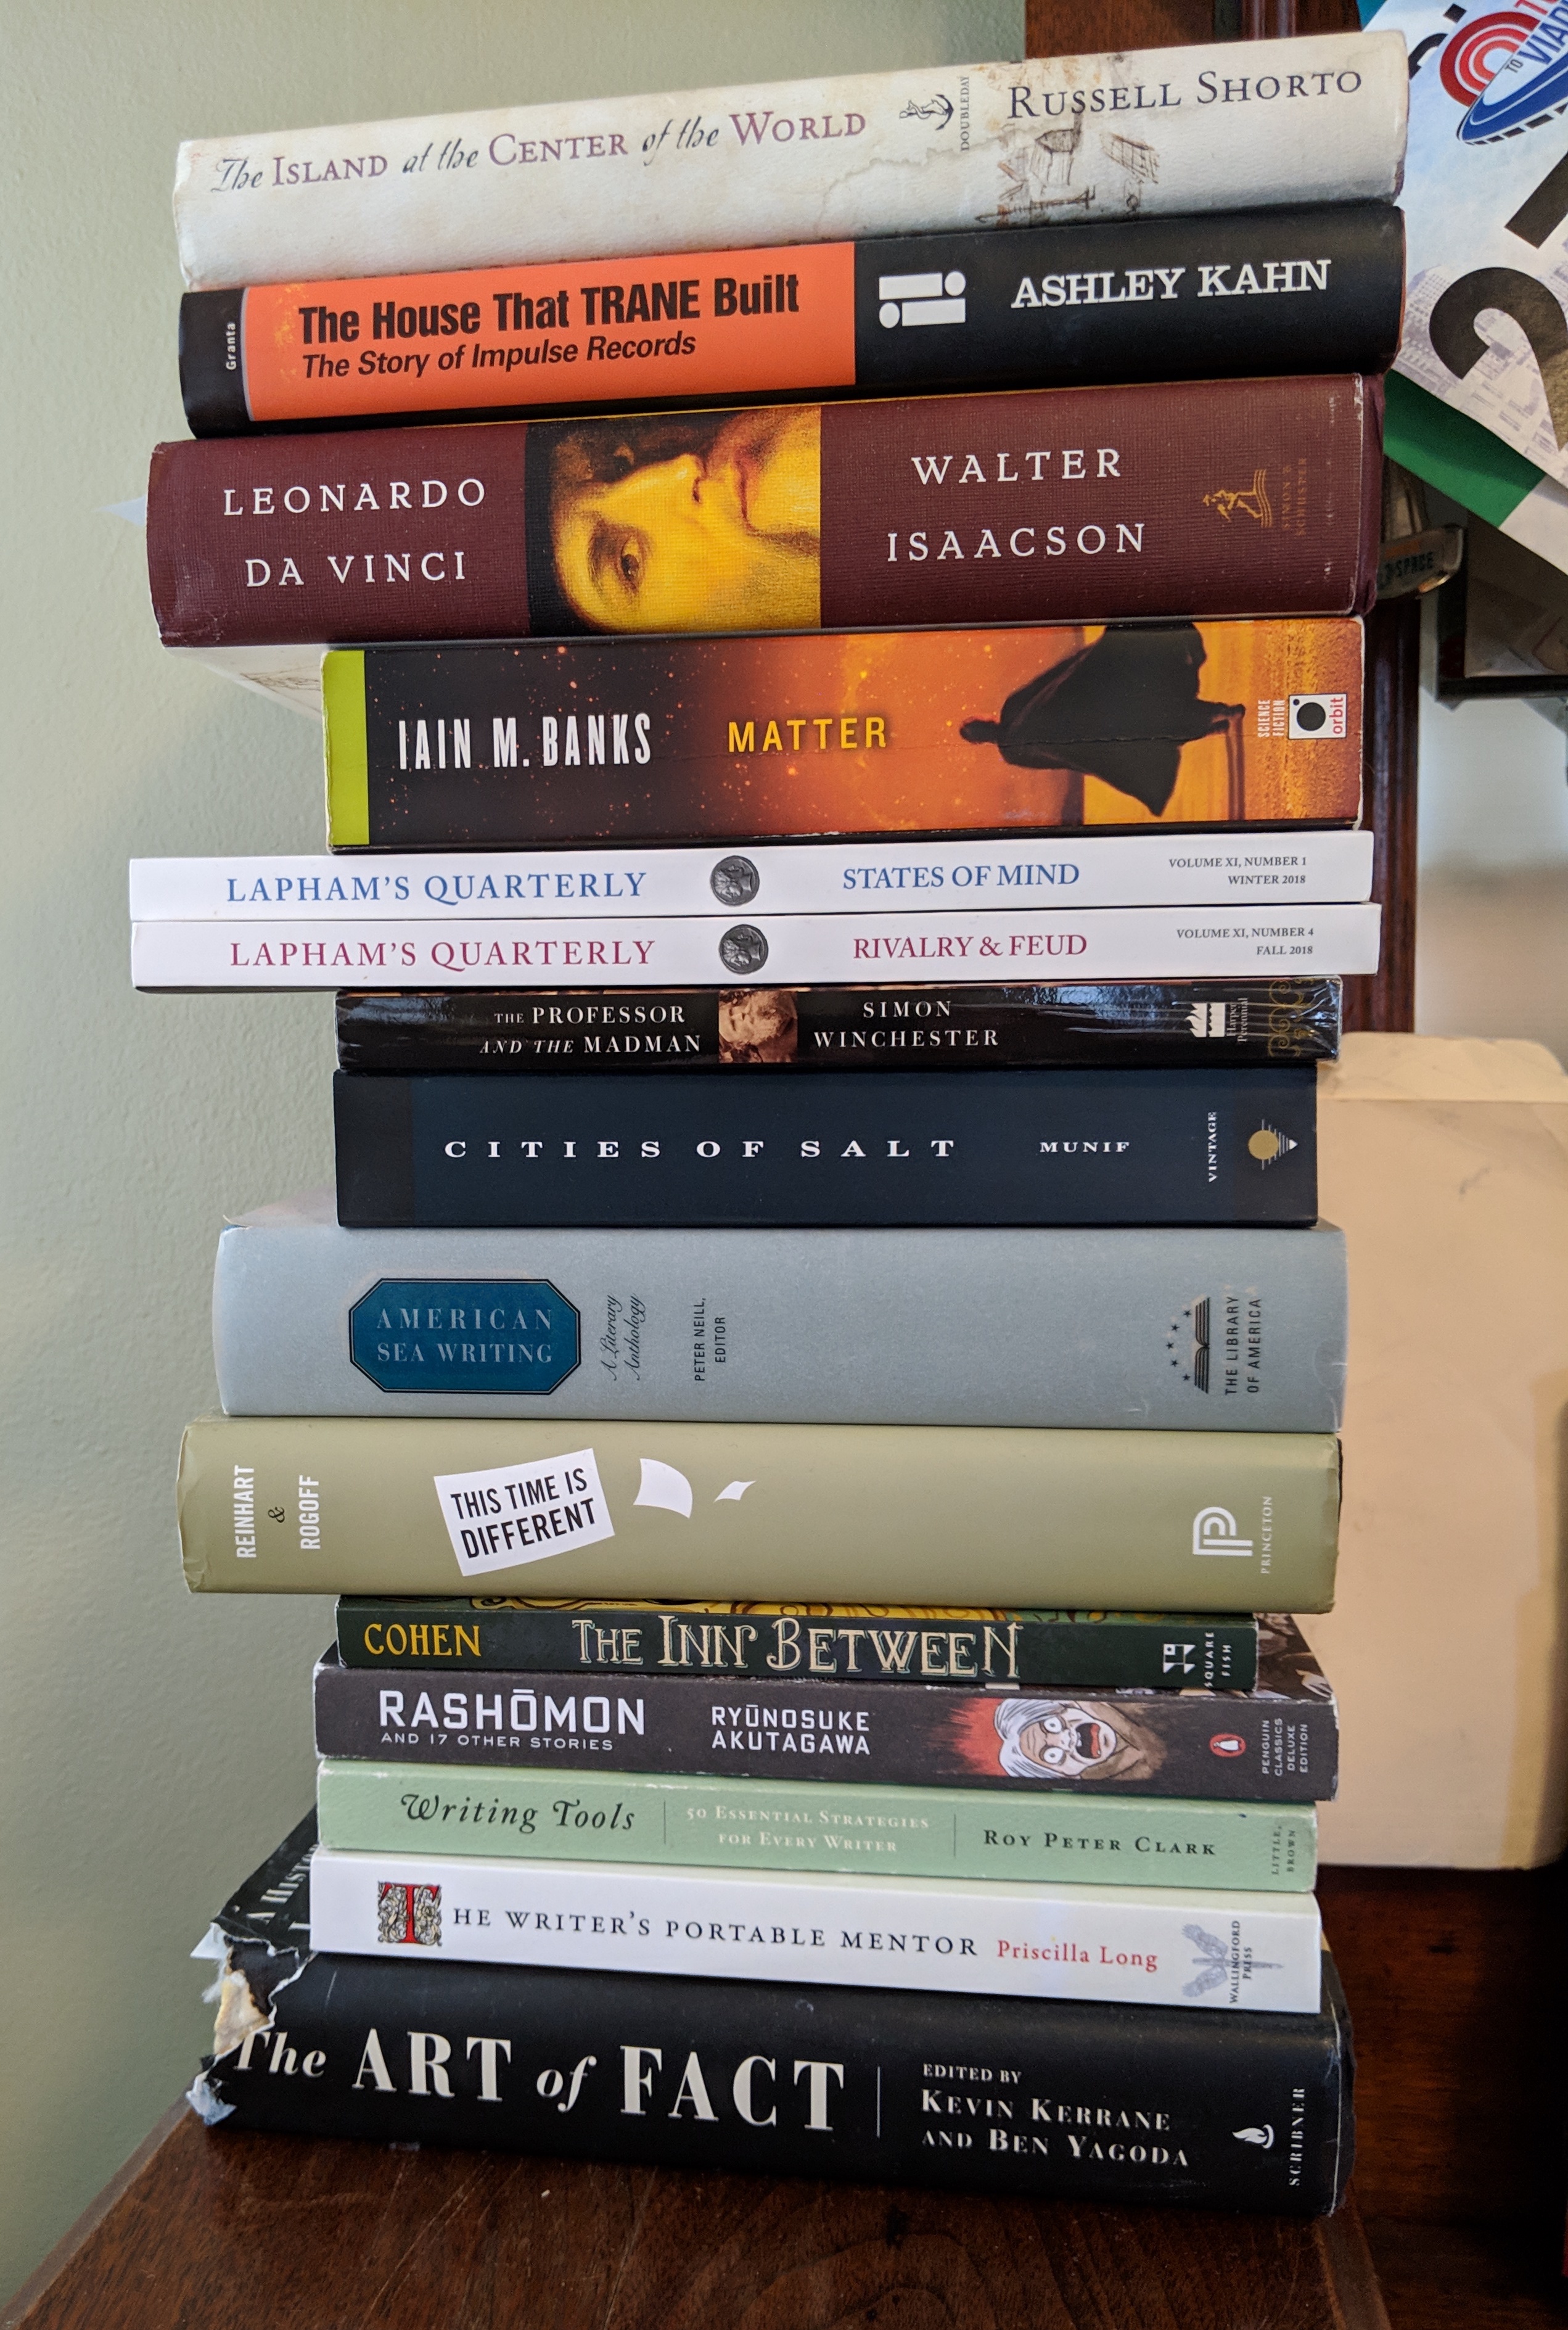 The ISLAND at the CENTER of the WORLD
DOUBLEDAY
RUSSELL SHORTO
TO VIAD
Granta
The House That TRANE Built
The Story of Impulse Records
ASHLEY KAHN
LEONARDO
DA VINCI
WALTER
ISAACSON
SIMON &
SCHUSTER
IAIN M. BANKS
MATTER
SCIENCE
FICTION
orbit
LAPHAM'S QUARTERLY
STATES OF MIND
VOLUME XI, NUMBER 1
WINTER 2018
LAPHAM'S QUARTERLY
RIVALRY & FEUD
VOLUME XI, NUMBER 4
FALL 2018
THE PROFESSOR
AND THE MADMAN
SIMON
WINCHESTER
Harper
Perennial
CITIES OF SALT
MUNIF
VINTAGE
AMERICAN
SEA WRITING
A Literary
Anthology
PETER NEILL,
EDITOR
THE LIBRARY
OF AMERICA
REINHART
&
ROGOFF
THIS TIME IS
DIFFERENT
PRINCETON
COHEN
THE INN BETWEEN
SQUARE
FISH
RASHŌMON
AND 17 OTHER STORIES
RYŪNOSUKE
AKUTAGAWA
PENGUIN
CLASSICS
DELUXE
EDITION
Writing Tools
50 ESSENTIAL STRATEGIES
FOR EVERY WRITER
ROY PETER CLARK
LITTLE,
BROWN
THE WRITER'S PORTABLE MENTOR
Priscilla Long
WALLINGFORD
PRESS
A HIST
The ART of FACT
EDITED BY
KEVIN KERRANE
AND BEN YAGODA
SCRIBNER